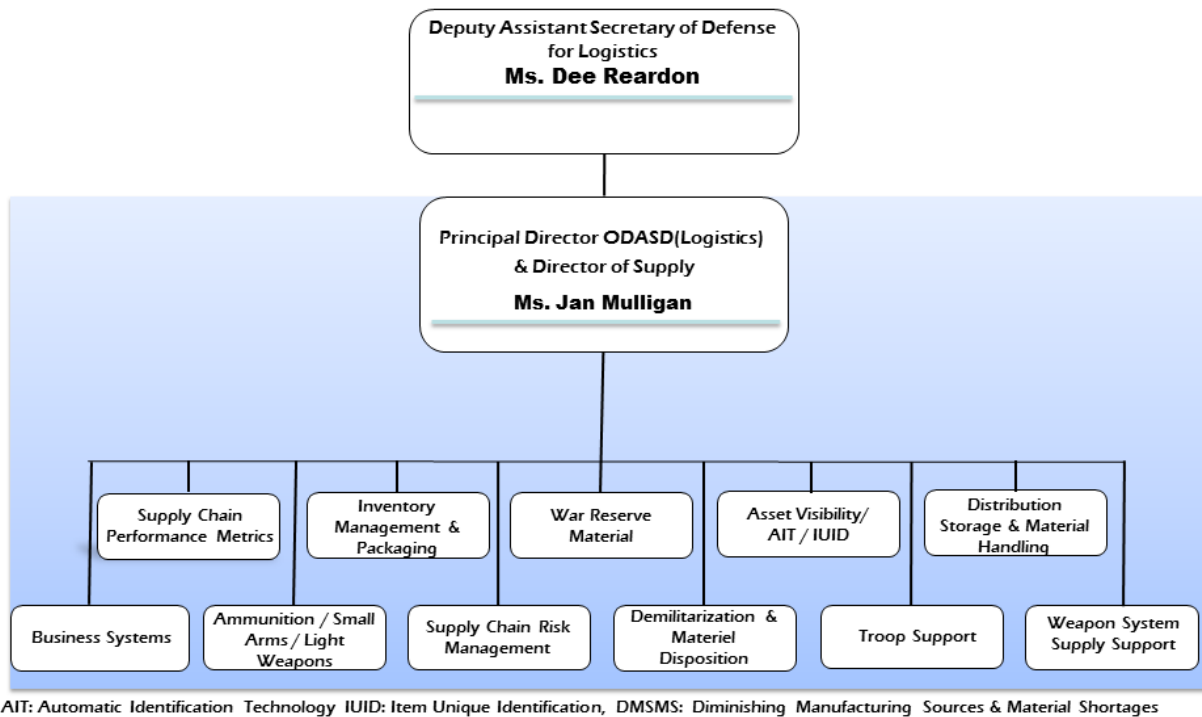 Deputy Assistant Secretary of Defense
for Logistics
Ms. Dee Reardon
Principal Director ODASD(Logistics)
& Director of Supply
Ms. Jan Mulligan
Supply Chain
Performance Metrics
Inventory
Management &
Packaging
War Reserve
Material
Asset Visibility/
AIT / IUID
Distribution
Storage & Material
Handling
Business Systems
Ammunition / Small
Arms / Light
Weapons
Supply Chain Risk
Management
Demilitarization &
Materiel
Disposition
Troop Support
Weapon System
Supply Support
AIT: Automatic Identification Technology IUID: Item Unique Identification, DMSMS: Diminishing Manufacturing Sources & Material Shortages